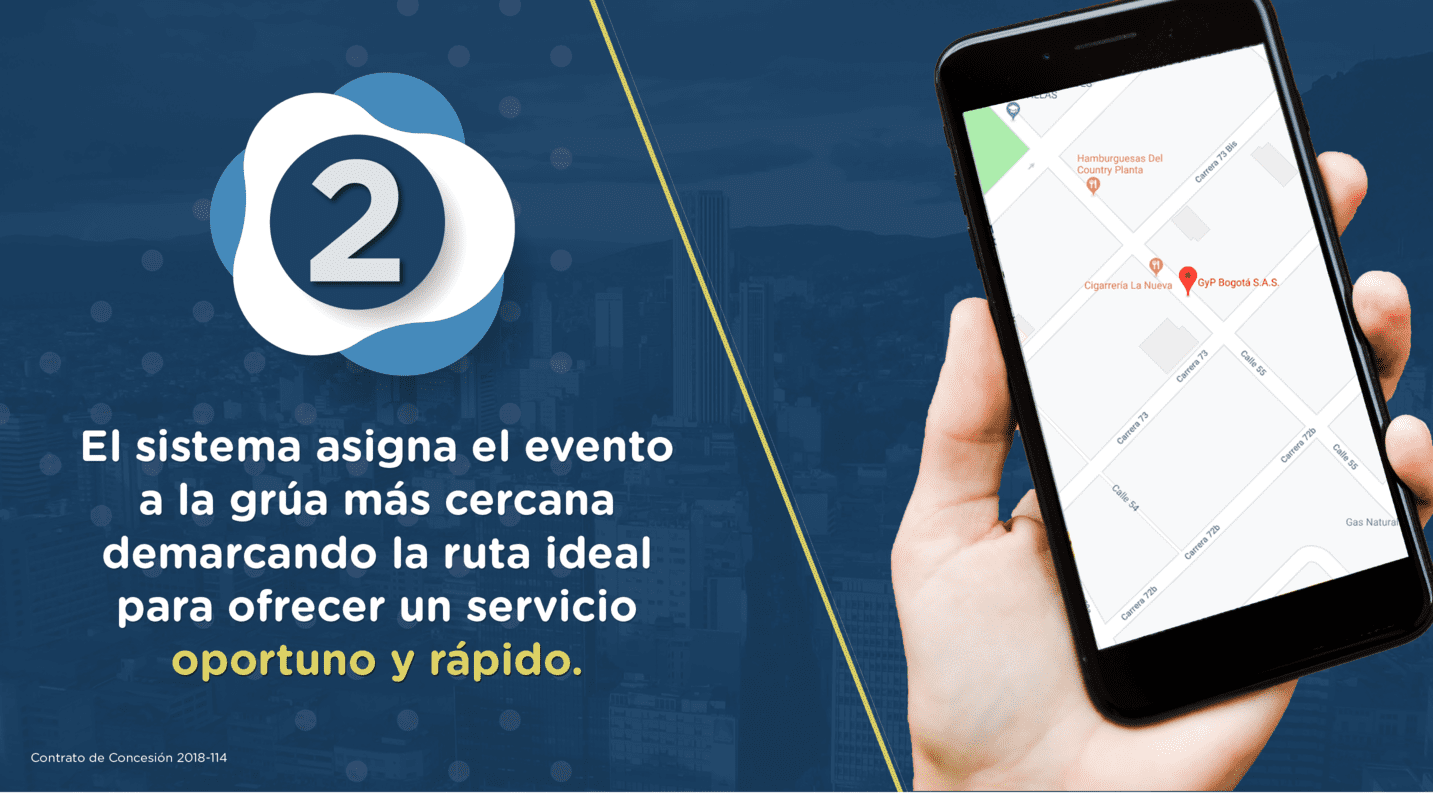 2
El sistema asigna el evento
a la grúa más cercana
demarcando la ruta ideal
para ofrecer un servicio
oportuno y rápido.
Contrato de Concesión 2018-114
Hamburguesas Del
Country Planta
Carrera 73 Bis
Cigarrería La Nueva
GyP Bogotá S.A.S.
Carrera 73
Calle 55
Carrera 73
Carrera 72b
Calle 55
Calle 54
Gas Natural
Carrera 72b
Carrera 72b